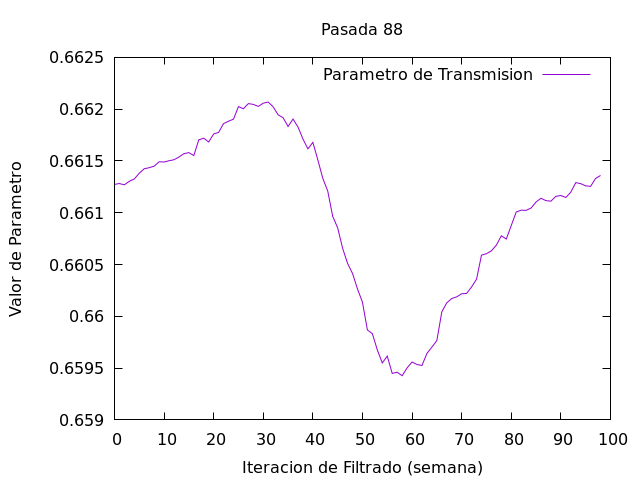 Pasada 88
Parametro de Transmision
Valor de Parametro
0.6625
0.662
0.6615
0.661
0.6605
0.66
0.6595
0.659
0 10 20 30 40 50 60 70 80 90 100
Iteracion de Filtrado (semana)